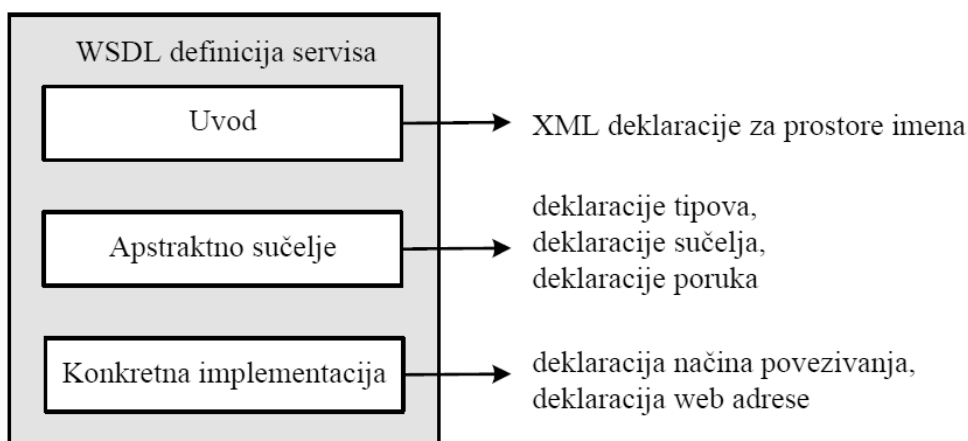 WSDL definicija servisa
Uvod
XML deklaracije za prostore imena
Apstraktno sučelje
deklaracije tipova,
deklaracije sučelja,
deklaracije poruka
Konkretna implementacija
deklaracija načina povezivanja,
deklaracija web adrese